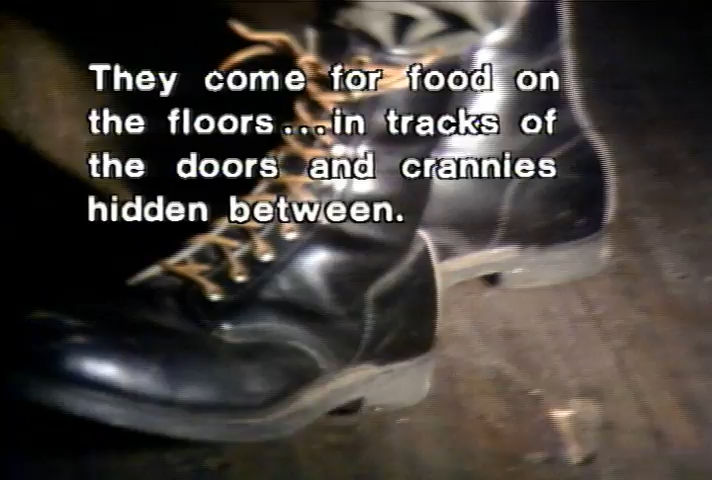 They come for food on
the floors...in tracks of
the doors and crannies
hidden between.